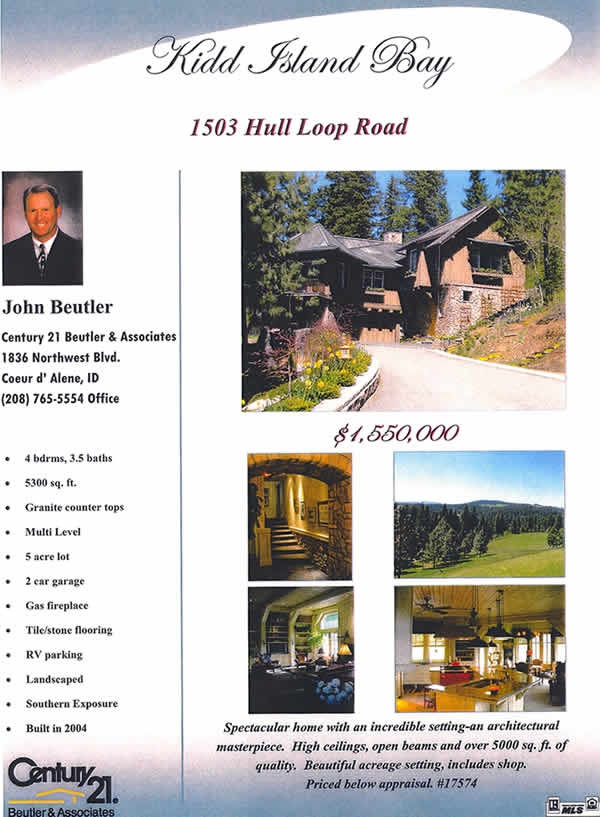 Kidd Island Bay
1503 Hull Loop Road
John Beutler
Century 21 Beutler & Associates
1836 Northwest Blvd.
Coeur d' Alene, ID
(208) 765-5554 Office
• 4 bdrms, 3.5 baths
• 5300 sq. ft.
• Granite counter tops
• Multi Level
• 5 acre lot
• 2 car garage
• Gas fireplace
• Tile/stone flooring
• RV parking
• Landscaped
• Southern Exposure
• Built in 2004
$1,550,000
Spectacular home with an incredible setting-an architectural
masterpiece. High ceilings, open beams and over 5000 sq. ft. of
quality. Beautiful acreage setting, includes shop.
Priced below appraisal. #17574
Century 21®
Beutler & Associates
R MLS